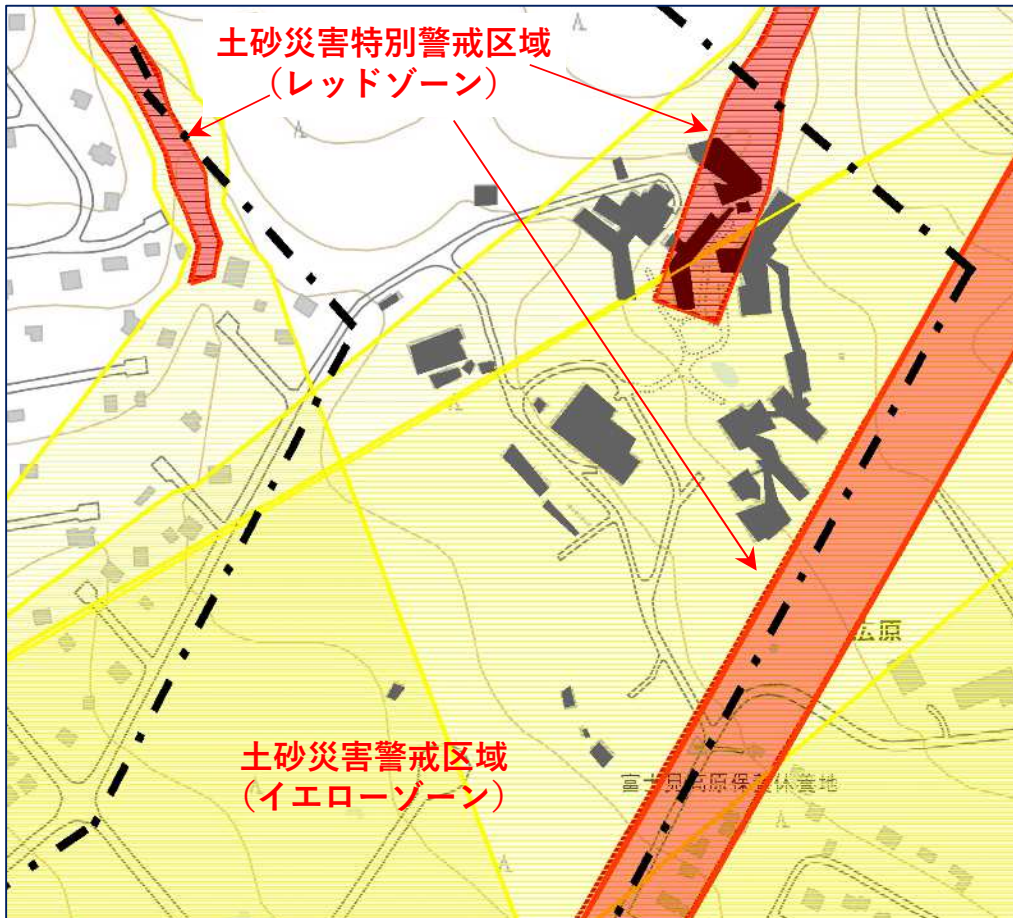 土砂災害特別警戒区域
（レッドゾーン）
広原
土砂災害警戒区域
（イエローゾーン）
富士見高原保養休養地